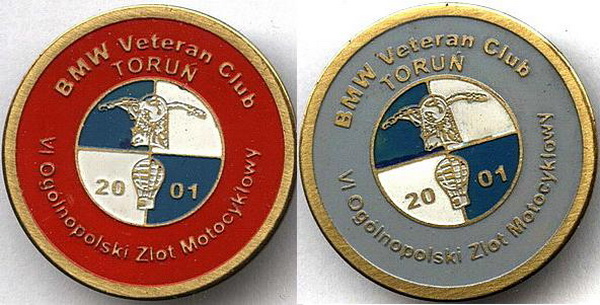 BMW Veteran Club
TORUŃ
20 01
VI Ogólnopolski Zlot Motocyklowy
BMW Veteran Club
TORUŃ
20 01
VI Ogólnopolski Zlot Motocyklowy